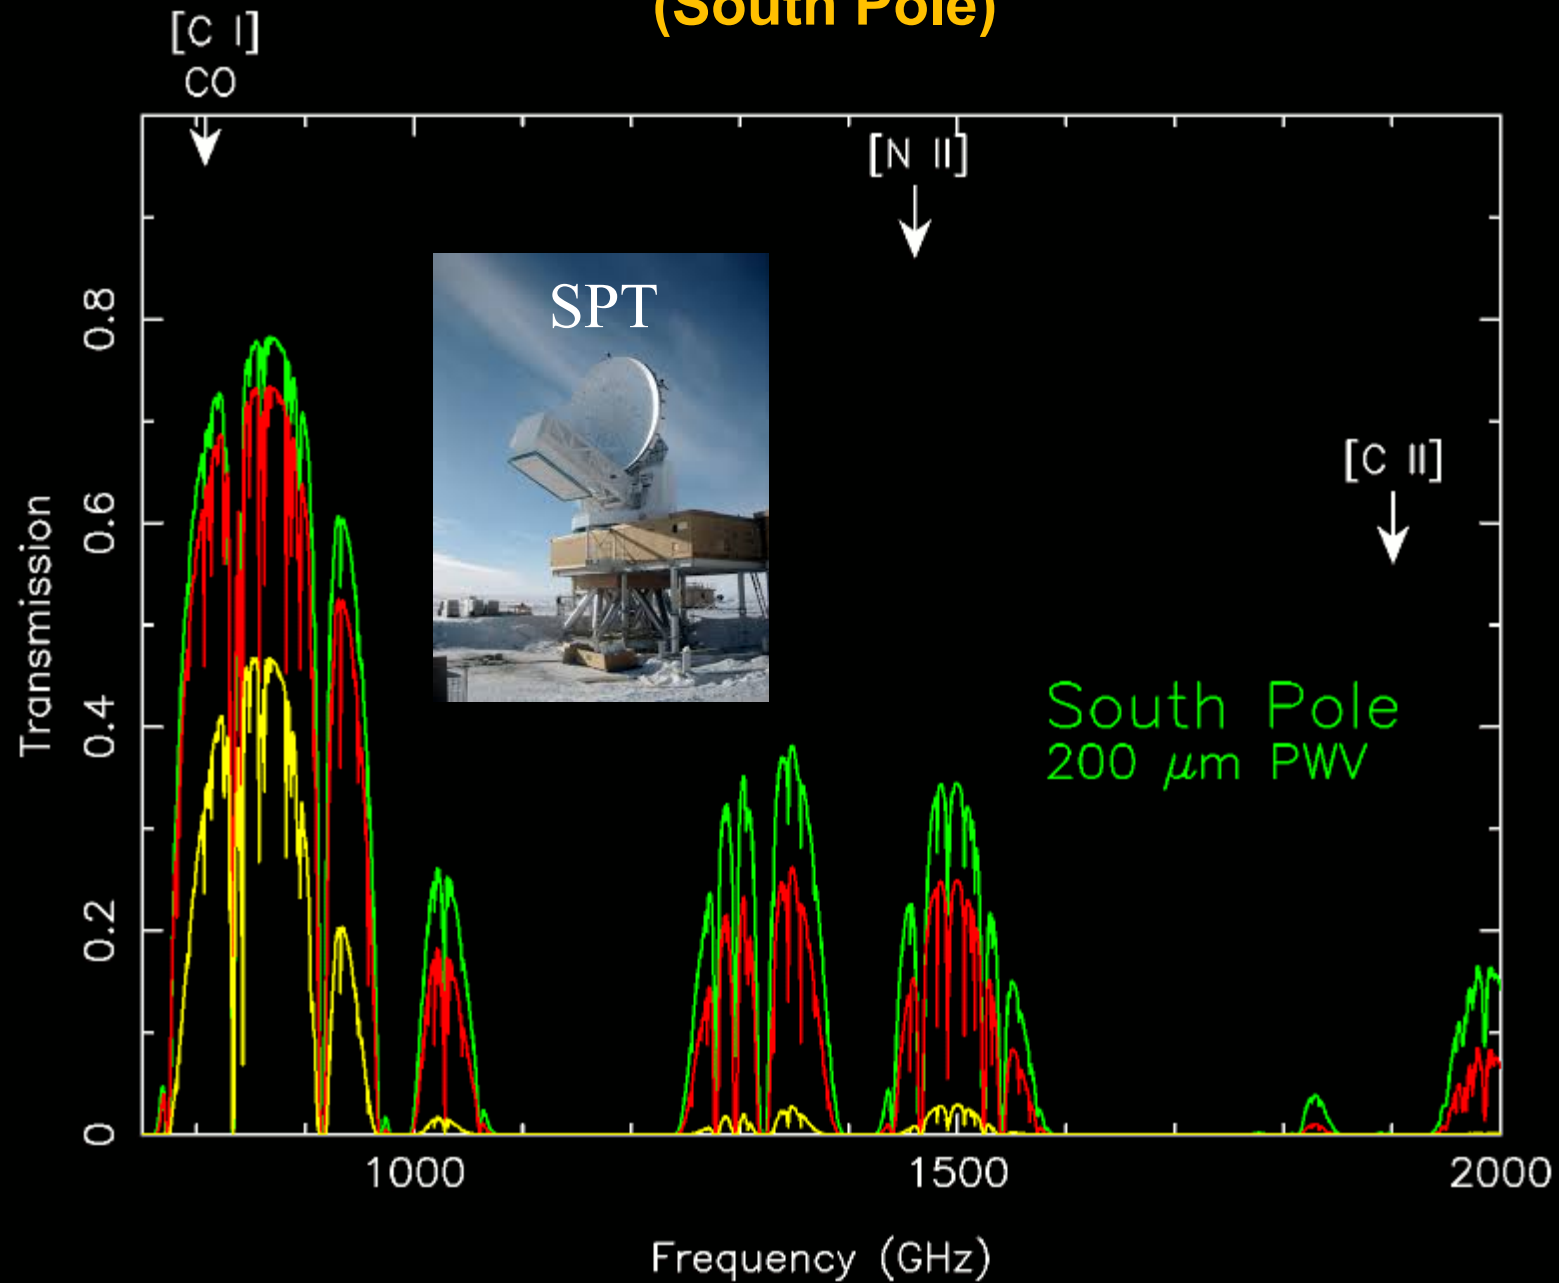 (South Pole)
[C I]
CO
[N II]
SPT
[C II]
South Pole
200 μm PWV
Transmission
0.8
0.6
0.4
0.2
0
1000
1500
2000
Frequency (GHz)